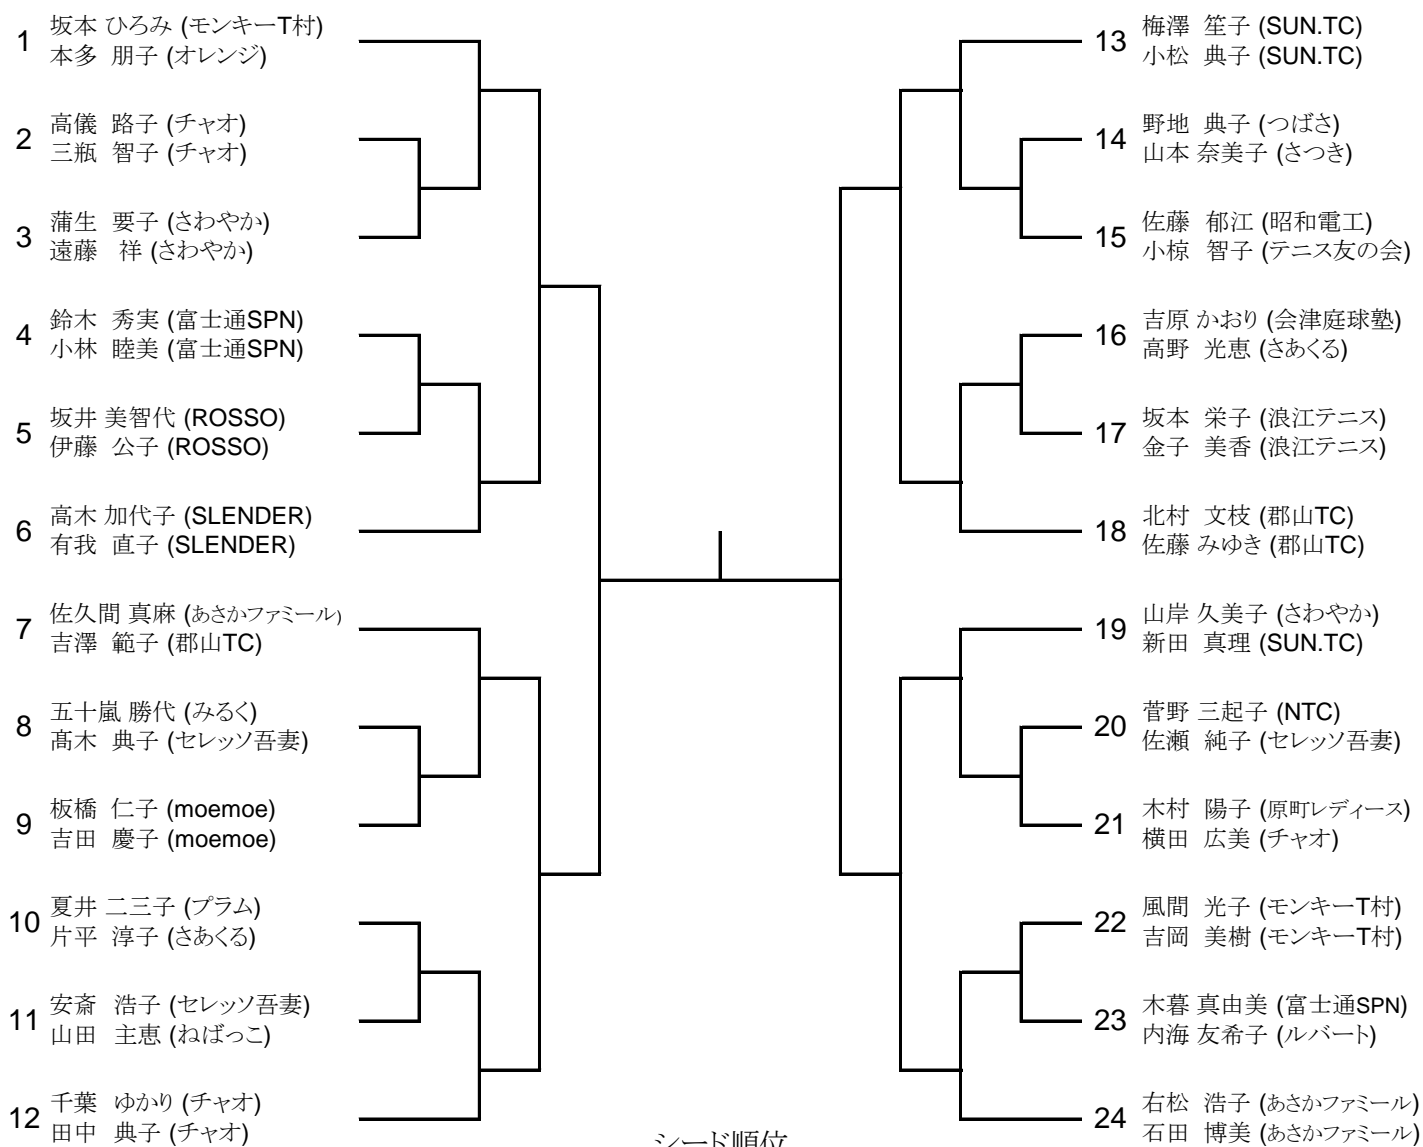 1
坂本 ひろみ (モンキーT村)
本多 朋子 (オレンジ)
2
高儀 路子 (チャオ)
三瓶 智子 (チャオ)
3
蒲生 要子 (さわやか)
遠藤 祥 (さわやか)
4
鈴木 秀実 (富士通SPN)
小林 睦美 (富士通SPN)
5
坂井 美智代 (ROSSO)
伊藤 公子 (ROSSO)
6
高木 加代子 (SLENDER)
有我 直子 (SLENDER)
7
佐久間 真麻 (あさかファミール)
吉澤 範子 (郡山TC)
8
五十嵐 勝代 (みるく)
髙木 典子 (セレッソ吾妻)
9
板橋 仁子 (moemoe)
吉田 慶子 (moemoe)
10
夏井 二三子 (プラム)
片平 淳子 (さあくる)
11
安斎 浩子 (セレッソ吾妻)
山田 主恵 (ねばっこ)
12
千葉 ゆかり (チャオ)
田中 典子 (チャオ)
13
梅澤 笙子 (SUN.TC)
小松 典子 (SUN.TC)
14
野地 典子 (つばさ)
山本 奈美子 (さつき)
15
佐藤 郁江 (昭和電工)
小椋 智子 (テニス友の会)
16
吉原 かおり (会津庭球塾)
高野 光恵 (さあくる)
17
坂本 栄子 (浪江テニス)
金子 美香 (浪江テニス)
18
北村 文枝 (郡山TC)
佐藤 みゆき (郡山TC)
19
山岸 久美子 (さわやか)
新田 真理 (SUN.TC)
20
菅野 三起子 (NTC)
佐瀬 純子 (セレッソ吾妻)
21
木村 陽子 (原町レディース)
横田 広美 (チャオ)
22
風間 光子 (モンキーT村)
吉岡 美樹 (モンキーT村)
23
木暮 真由美 (富士通SPN)
内海 友希子 (ルバート)
24
右松 浩子 (あさかファミール)
石田 博美 (あさかファミール)
シード順位